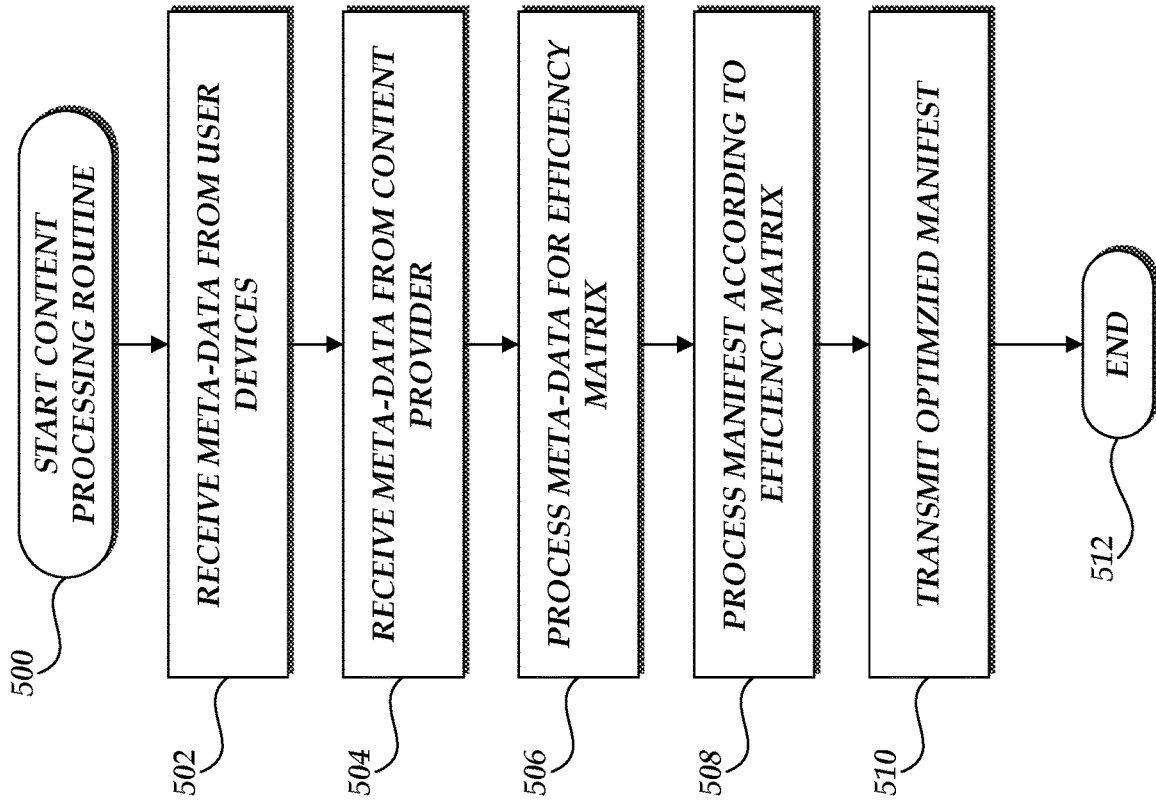 START CONTENT
PROCESSING ROUTINE
500
RECEIVE META-DATA FROM USER
DEVICES
502
RECEIVE META-DATA FROM CONTENT
PROVIDER
504
PROCESS META-DATA FOR EFFICIENCY
MATRIX
506
PROCESS MANIFEST ACCORDING TO
EFFICIENCY MATRIX
508
TRANSMIT OPTIMZIED MANIFEST
510
END
512